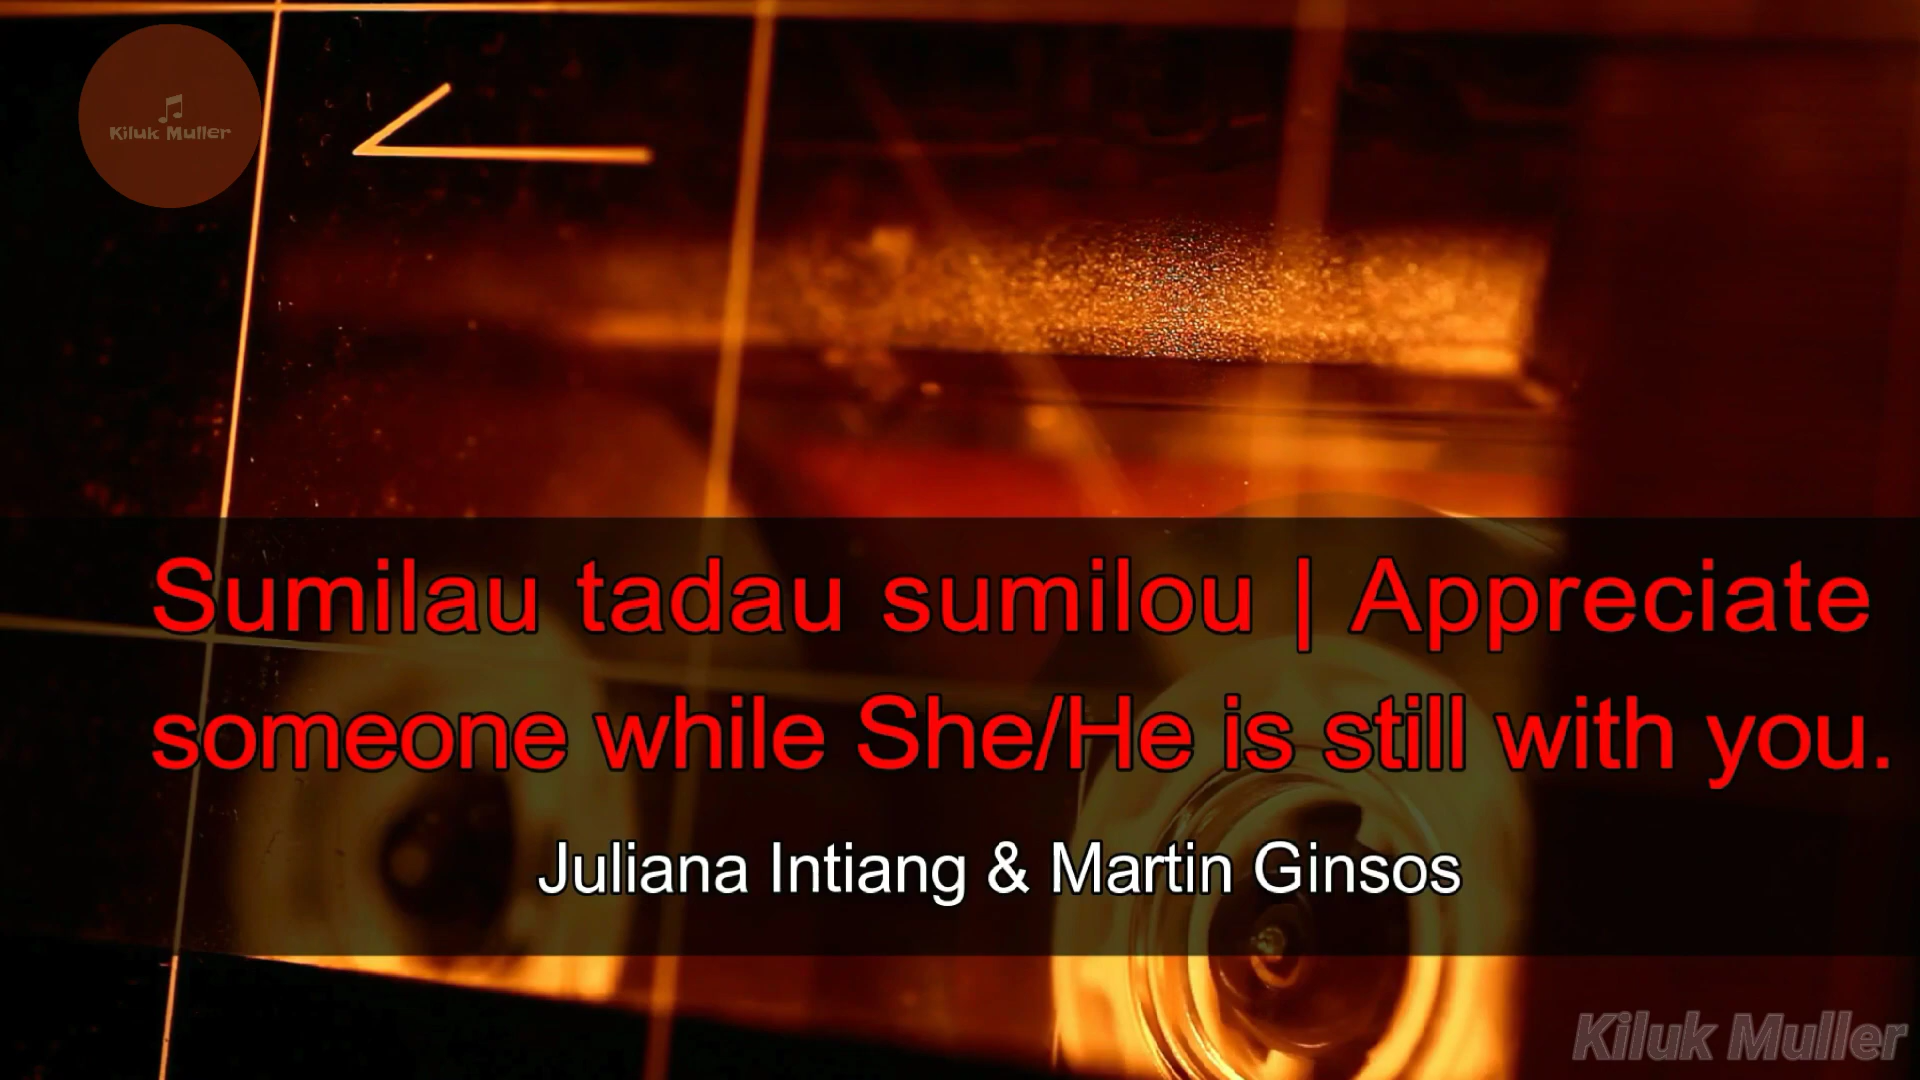 Kiluk Muller
Sumilau tadau sumilou | Appreciate
someone while She/He is still with you.
Juliana Intiang & Martin Ginsos
Kiluk Muller